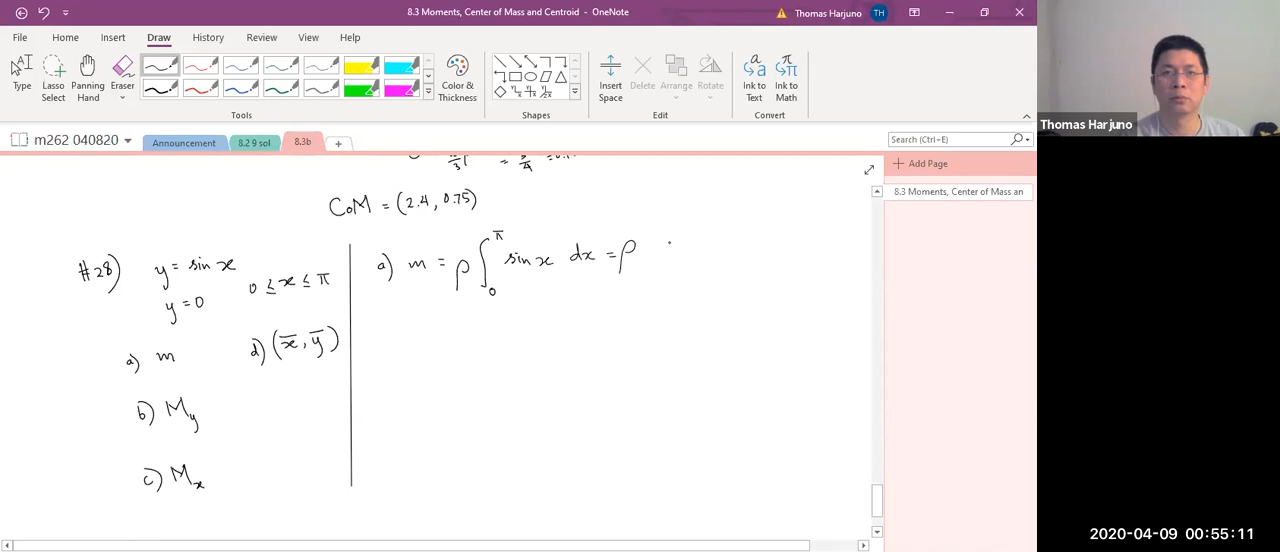 8.3 Moments, Center of Mass and Centroid - OneNote
Thomas Harjuno
TH
File Home Insert Draw History Review View Help
Type
Lasso Select
Panning Hand
Eraser
Color & Thickness
Insert Space
Delete
Arrange
Rotate
Ink to Text
Ink to Math
Tools
Shapes
Edit
Convert
m262 040820
Announcement
8.2 9 sol
8.3b
Search (Ctrl+E)
Add Page
8.3 Moments, Center of Mass an
Thomas Harjuno
CoM = (2.4, 0.75)
#28) y = sin x
y = 0 0 ≤ x ≤ π
a) m
d) (x̄, ȳ)
b) M_y
c) M_x
a) m = ρ ∫₀^π sin x dx = ρ
2020-04-09 00:55:11